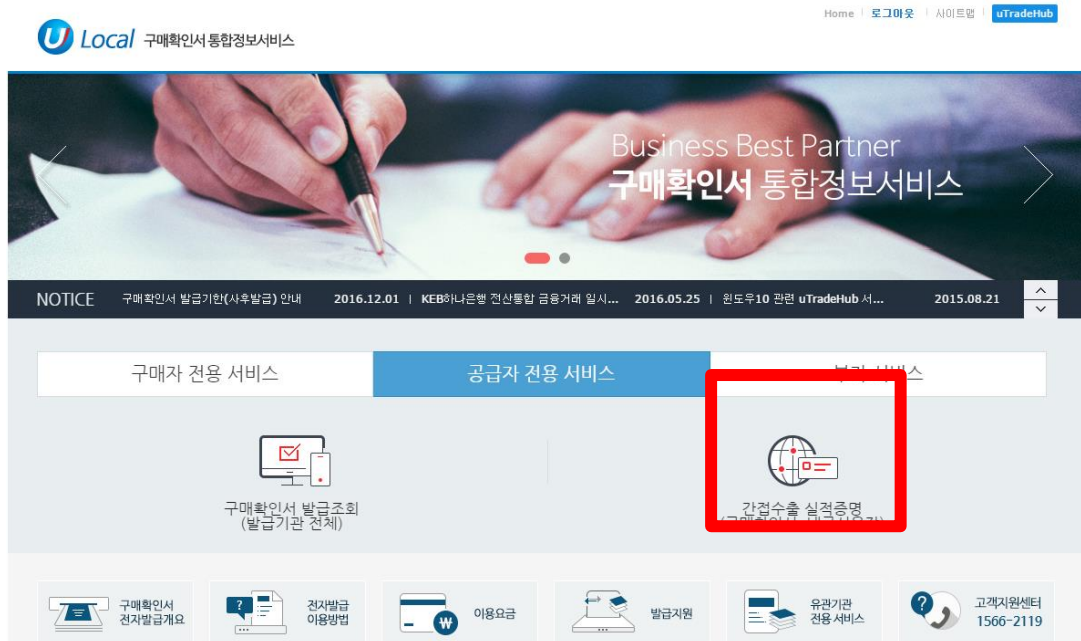 Home 로그아웃 사이트맵 uTradeHub
U Local 구매확인서 통합정보서비스
Business Best Partner
구매확인서 통합정보서비스
NOTICE 구매확인서 발급기한(사후발급) 안내 2016.12.01 | KEB하나은행 전산통합 금융거래 일시... 2016.05.25 | 윈도우10 관련 uTradeHub 서... 2015.08.21
구매자 전용 서비스 공급자 전용 서비스 서비스
구매확인서 발급조회
(발급기관 전체)
간접수출 실적증명
구매확인서 전자발급개요
전자발급 이용방법
이용요금
발급지원
유관기관 전용 서비스
고객지원센터 1566-2119